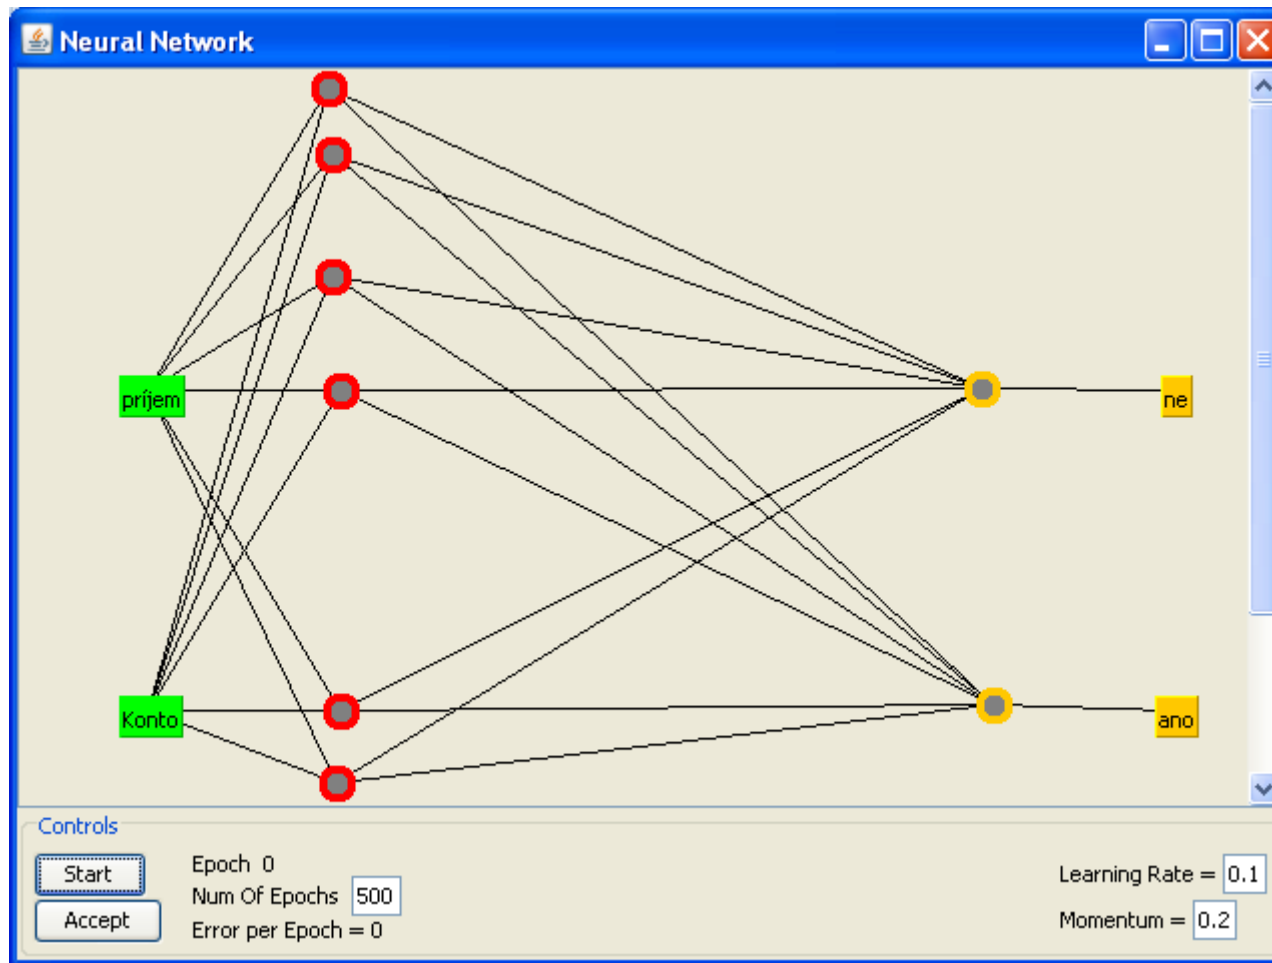 Neural Network
príjem
ne
Konto
ano
Controls
Start
Accept
Epoch 0
Num Of Epochs 500
Error per Epoch = 0
Learning Rate = 0.1
Momentum = 0.2